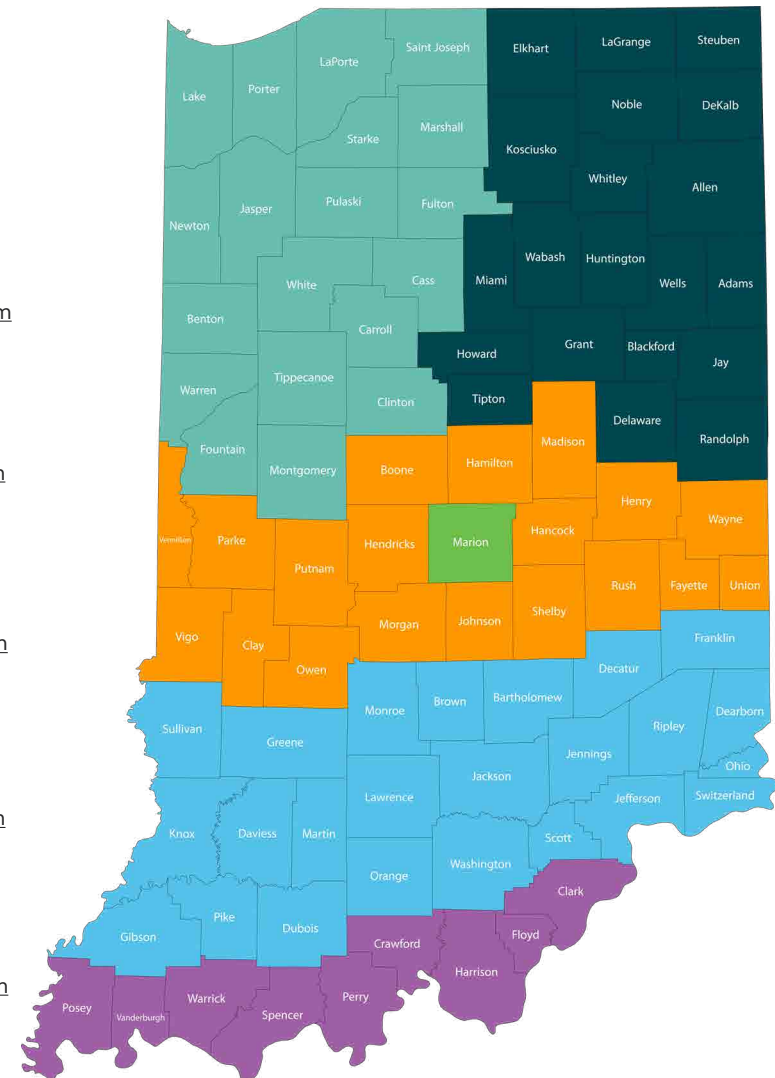 Steuben
LaGrange
Elkhart
Saint Joseph
LaPorte
Porter
Lake
Noble
DeKalb
Marshall
Starke
Kosciusko
Whitley
Allen
Pulaski
Fulton
Jasper
Newton
Wabash
Huntington
Miami
Cass
White
Wells
Adams
m
Benton
Carroll
Howard
Grant
Blackford
Jay
Tippecanoe
Warren
Clinton
Tipton
Delaware
Randolph
Madison
Fountain
Montgomery
Boone
Hamilton
n
Henry
Wayne
Vermillion
Parke
Putnam
Hendricks
Marion
Hancock
Rush
Fayette
Union
Shelby
Johnson
Morgan
Vigo
Clay
Owen
n
Franklin
Decatur
Bartholomew
Brown
Monroe
Dearborn
Ripley
Sullivan
Greene
Jennings
Ohio
Jackson
Lawrence
Jefferson
Switzerland
n
Knox
Daviess
Martin
Scott
Washington
Orange
Clark
Pike
Dubois
Gibson
Crawford
Floyd
Harrison
n
Perry
Warrick
Posey
Spencer
Vanderburgh